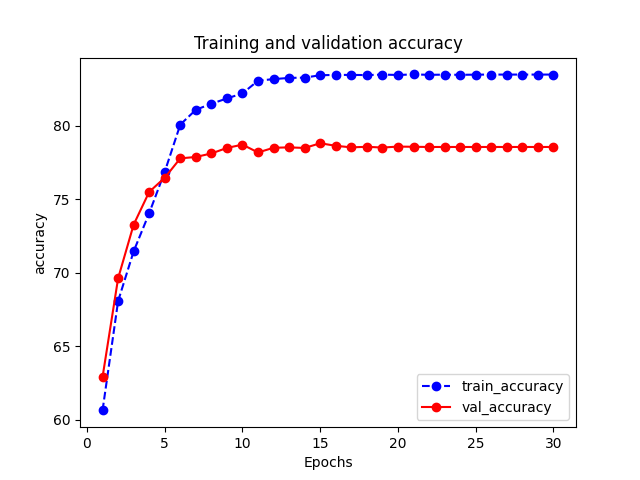 Training and validation accuracy
accuracy
80
75
70
65
60
0 5 10 15 20 25 30
Epochs
train_accuracy
val_accuracy